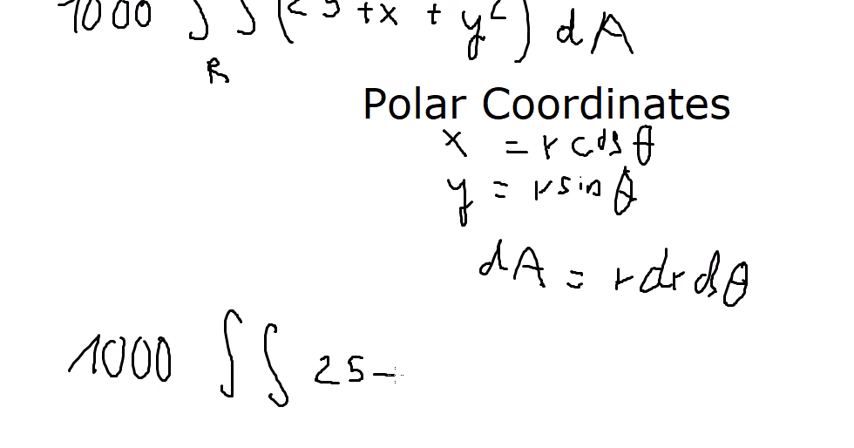 1000 ∫ ∫ (25 + x + y²) dA
R
Polar Coordinates
x = r cos θ
y = r sin θ
dA = r dr dθ
1000 ∫ ∫ 25 -